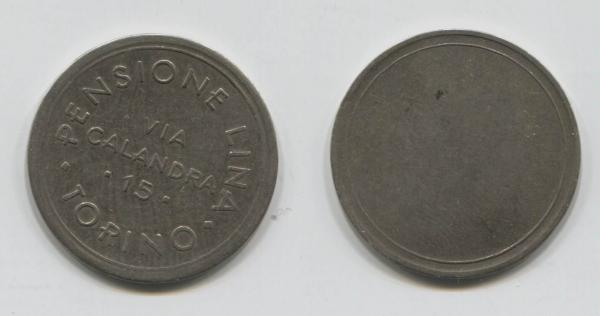 PENSIONE LINA
VIA
CALANDRA
· 15 ·
· TORINO ·